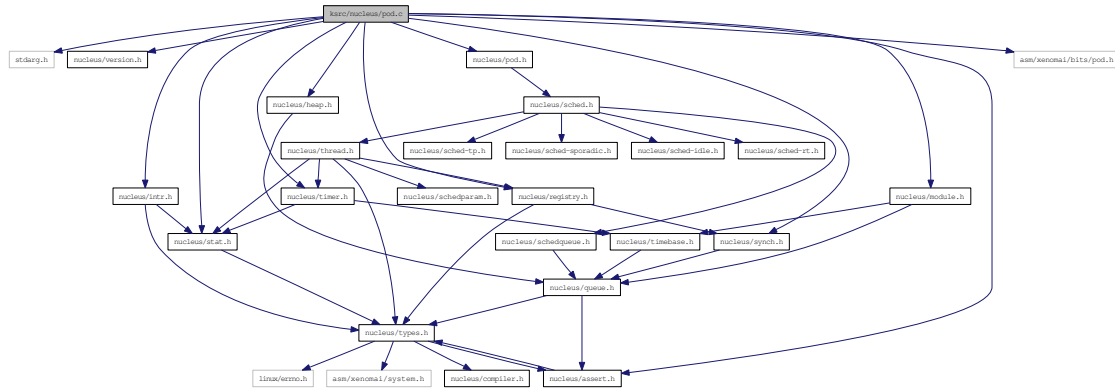 ksrc/nucleus/pod.c
stdarg.h
nucleus/version.h
nucleus/pod.h
asm/xenomai/bits/pod.h
nucleus/heap.h
nucleus/sched.h
nucleus/thread.h
nucleus/sched-tp.h
nucleus/sched-sporadic.h
nucleus/sched-idle.h
nucleus/sched-rt.h
nucleus/intr.h
nucleus/timer.h
nucleus/schedparam.h
nucleus/registry.h
nucleus/module.h
nucleus/stat.h
nucleus/schedqueue.h
nucleus/timebase.h
nucleus/synch.h
nucleus/queue.h
nucleus/types.h
linux/errno.h
asm/xenomai/system.h
nucleus/compiler.h
nucleus/assert.h